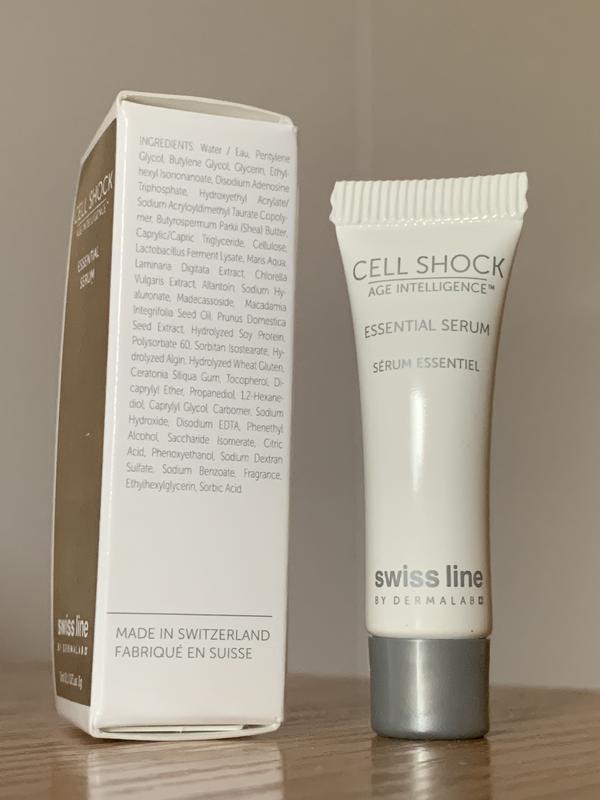 CELL SHOCK
AGE INTELLIGENCE™
ESSENTIAL
SERUM
swiss line
BY DERMALAB
INGREDIENTS: Water / Eau, Pentylene
Glycol, Butylene Glycol, Glycerin, Ethyl-
hexyl Isononanoate, Disodium Adenosine
Triphosphate, Hydroxyethyl Acrylate/
Sodium Acryloyldimethyl Taurate Copoly-
mer, Butyrospermum Parkii (Shea) Butter,
Caprylic/Capric Triglyceride, Cellulose,
Lactobacillus Ferment Lysate, Maris Aqua,
Laminaria Digitata Extract, Chlorella
Vulgaris Extract, Allantoin, Sodium Hy-
aluronate, Madecassoside, Macadamia
Integrifolia Seed Oil, Prunus Domestica
Seed Extract, Hydrolyzed Soy Protein,
Polysorbate 60, Sorbitan Isostearate, Hy-
drolyzed Algin, Hydrolyzed Wheat Gluten,
Ceratonia Siliqua Gum, Tocopherol, Di-
caprylyl Ether, Propanediol, 1,2-Hexane-
diol, Caprylyl Glycol, Carbomer, Sodium
Hydroxide, Disodium EDTA, Phenethyl
Alcohol, Saccharide Isomerate, Citric
Acid, Phenoxyethanol, Sodium Dextran
Sulfate, Sodium Benzoate, Fragrance,
Ethylhexylglycerin, Sorbic Acid
MADE IN SWITZERLAND
FABRIQUÉ EN SUISSE
CELL SHOCK
AGE INTELLIGENCE™
ESSENTIAL SERUM
SÉRUM ESSENTIEL
swiss line
BY DERMALAB